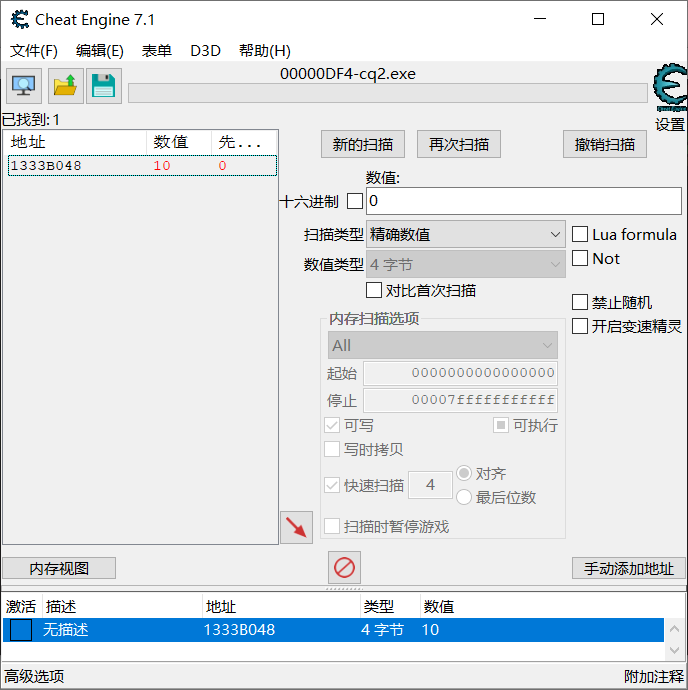 Cheat Engine 7.1
文件(F) 编辑(E) 表单 D3D 帮助(H)
00000DF4-cq2.exe
设置
已找到: 1
地址 数值 先...
1333B048 10 0
新的扫描 再次扫描 撤销扫描
数值:
十六进制 0
扫描类型 精确数值 Lua formula
数值类型 4 字节 Not
对比首次扫描
禁止随机
内存扫描选项 开启变速精灵
All
起始 0000000000000000
停止 00007fffffffffff
可写 可执行
写时拷贝
快速扫描 4 对齐
最后位数
扫描时暂停游戏
内存视图 手动添加地址
激活 描述 地址 类型 数值
无描述 1333B048 4 字节 10
高级选项 附加注释